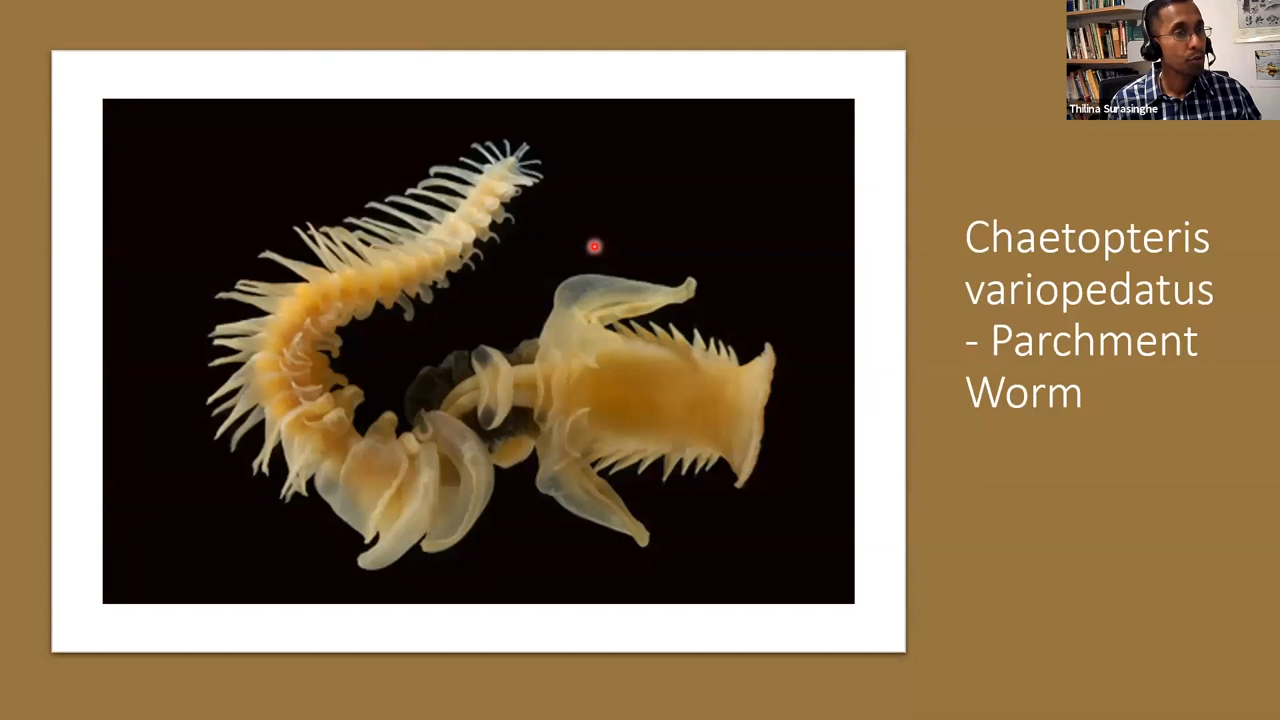 Thilina Surasinghe
Chaetopteris
variopedatus
- Parchment
Worm